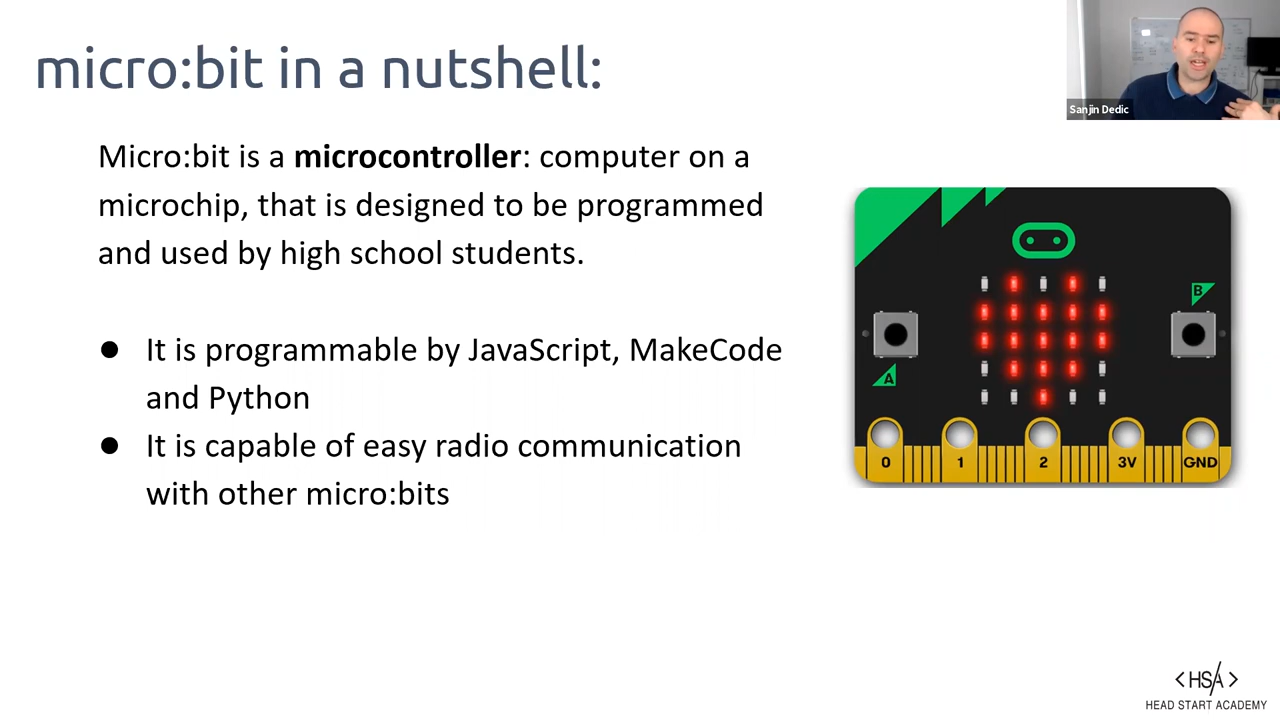 micro:bit in a nutshell:
Sanjin Dedic
Micro:bit is a microcontroller: computer on a
microchip, that is designed to be programmed
and used by high school students.
● It is programmable by JavaScript, MakeCode
and Python
● It is capable of easy radio communication
with other micro:bits
B
A
0 1 2 3V GND
<HS/A>
HEAD START ACADEMY